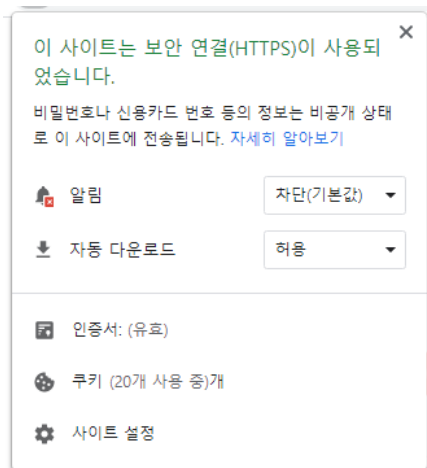 이 사이트는 보안 연결(HTTPS)이 사용되
었습니다.
비밀번호나 신용카드 번호 등의 정보는 비공개 상태
로 이 사이트에 전송됩니다. 자세히 알아보기
알림 차단(기본값)
자동 다운로드 허용
인증서: (유효)
쿠키 (20개 사용 중)개
사이트 설정